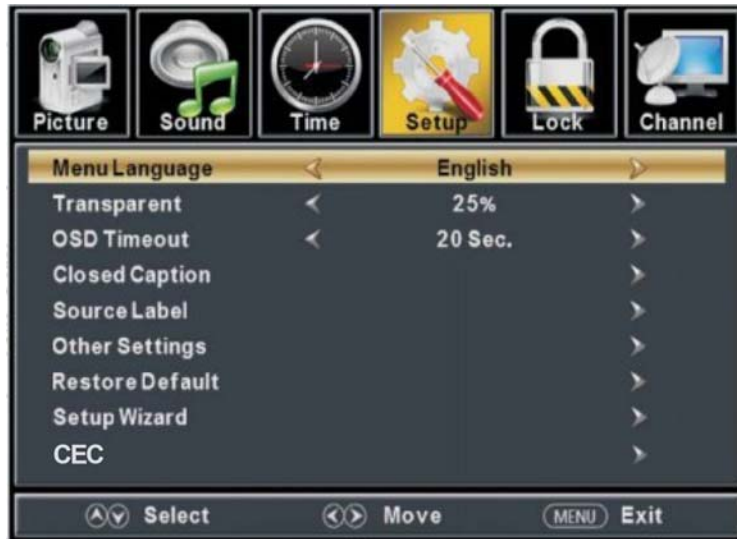 Picture Sound Time Setup Lock Channel
Menu Language English
Transparent 25%
OSD Timeout 20 Sec.
Closed Caption
Source Label
Other Settings
Restore Default
Setup Wizard
CEC
Select Move MENU Exit